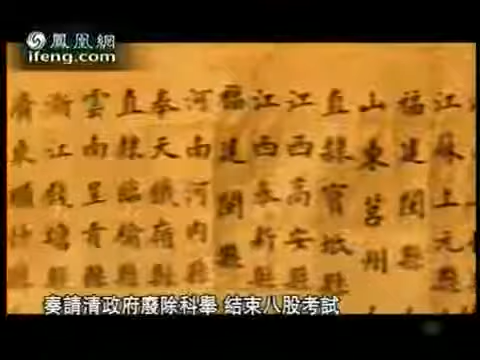 鳳凰網
ifeng.com
江蘇上元縣
福建閩縣
山東莒州
直隸寶坻縣
江西高安縣
江西奉新縣
福建閩縣
河南河內縣
奉天鐵嶺縣
直隸臨榆縣
雲南呈貢縣
浙江錢塘縣
廣東順
奏請清政府廢除科舉 結束八股考試